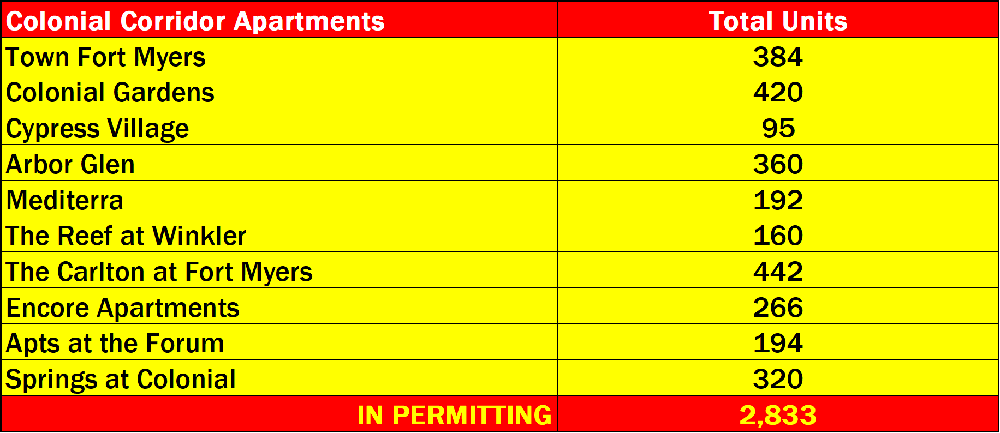 Colonial Corridor Apartments Total Units
Town Fort Myers 384
Colonial Gardens 420
Cypress Village 95
Arbor Glen 360
Mediterra 192
The Reef at Winkler 160
The Carlton at Fort Myers 442
Encore Apartments 266
Apts at the Forum 194
Springs at Colonial 320
IN PERMITTING 2,833